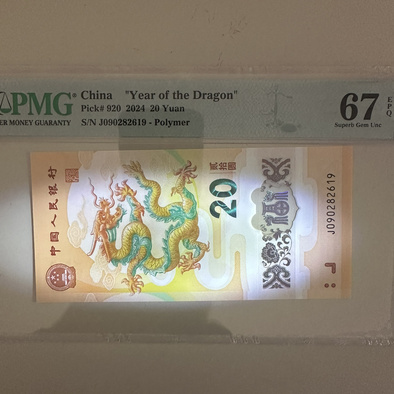 PMG®
ER MONEY GUARANTY
China "Year of the Dragon"
Pick# 920 2024 20 Yuan
S/N J090282619 - Polymer
67 EPQ
Superb Gem Unc
中国人民银行
贰拾圆
20
J090282619